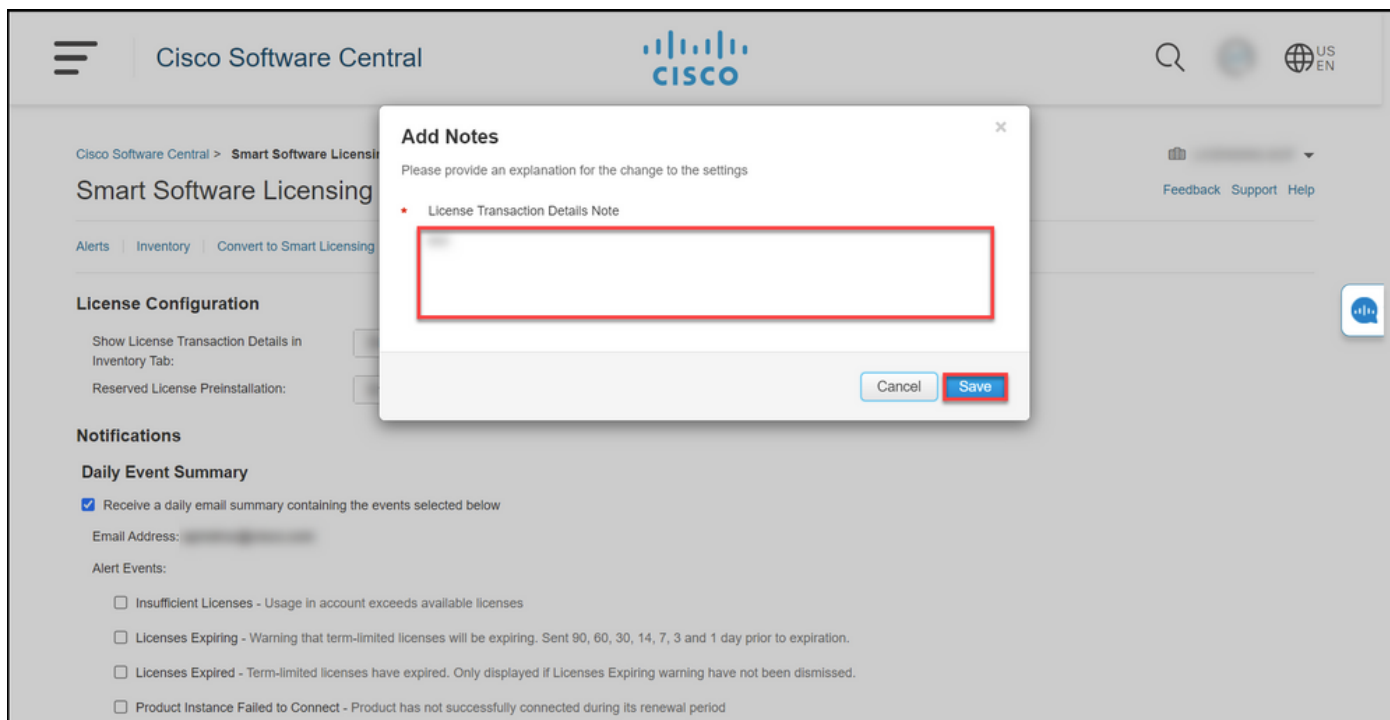 Cisco Software Central
CISCO
US
EN
Add Notes
×
Please provide an explanation for the change to the settings
* License Transaction Details Note
Cancel
Save
Cisco Software Central > Smart Software Licensi
Smart Software Licensing
Feedback Support Help
Alerts | Inventory | Convert to Smart Licensing
License Configuration
Show License Transaction Details in
Inventory Tab:
Reserved License Preinstallation:
Notifications
Daily Event Summary
Receive a daily email summary containing the events selected below
Email Address:
Alert Events:
Insufficient Licenses - Usage in account exceeds available licenses
Licenses Expiring - Warning that term-limited licenses will be expiring. Sent 90, 60, 30, 14, 7, 3 and 1 day prior to expiration.
Licenses Expired - Term-limited licenses have expired. Only displayed if Licenses Expiring warning have not been dismissed.
Product Instance Failed to Connect - Product has not successfully connected during its renewal period